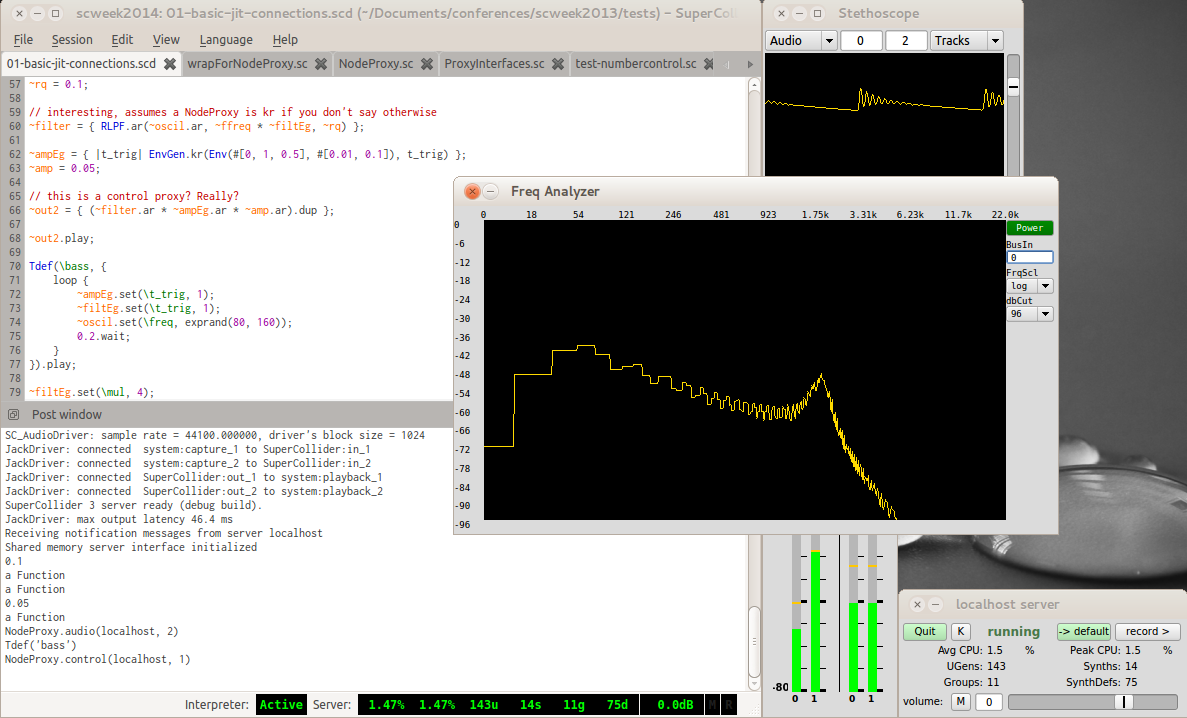 scweek2014: 01-basic-jit-connections.scd (~/Documents/conferences/scweek2013/tests) - SuperColl
File Session Edit View Language Help
01-basic-jit-connections.scd wrapForNodeProxy.sc NodeProxy.sc ProxyInterfaces.sc test-numbercontrol.sc
57 ~rq = 0.1;
58
59 // interesting, assumes a NodeProxy is kr if you don't say otherwise
60 ~filter = { RLPF.ar(~oscil.ar, ~ffreq * ~filtEg, ~rq) };
61
62 ~ampEg = { |t_trig| EnvGen.kr(Env(#[0, 1, 0.5], #[0.01, 0.1]), t_trig) };
63 ~amp = 0.05;
64
65 // this is a control proxy? Really?
66 ~out2 = { (~filter.ar * ~ampEg.ar * ~amp.ar).dup };
67
68 ~out2.play;
69
70 Tdef(\bass, {
71 loop {
72 ~ampEg.set(\t_trig, 1);
73 ~filtEg.set(\t_trig, 1);
74 ~oscil.set(\freq, exprand(80, 160));
75 0.2.wait;
76 }
77 }).play;
78
79 ~filtEg.set(\mul, 4);
Post window
SC_AudioDriver: sample rate = 44100.000000, driver's block size = 1024
JackDriver: connected system:capture_1 to SuperCollider:in_1
JackDriver: connected system:capture_2 to SuperCollider:in_2
JackDriver: connected SuperCollider:out_1 to system:playback_1
JackDriver: connected SuperCollider:out_2 to system:playback_2
SuperCollider 3 server ready (debug build).
JackDriver: max output latency 46.4 ms
Receiving notification messages from server localhost
Shared memory server interface initialized
0.1
a Function
a Function
0.05
a Function
NodeProxy.audio(localhost, 2)
Tdef('bass')
NodeProxy.control(localhost, 1)
Interpreter: Active Server: 1.47% 1.47% 143u 14s 11g 75d 0.0dB M R
Stethoscope
Audio 0 2 Tracks
Freq Analyzer
0 18 54 121 246 481 923 1.75k 3.31k 6.23k 11.7k 22.0k
0
-6
-12
-18
-24
-30
-36
-42
-48
-54
-60
-66
-72
-78
-84
-90
-96
Power
BusIn
0
FrqScl
log
dbCut
96
-80
0 1 0 1
localhost server
Quit K running -> default record >
Avg CPU: 1.5 % Peak CPU: 1.5 %
UGens: 143 Synths: 14
Groups: 11 SynthDefs: 75
volume: M 0